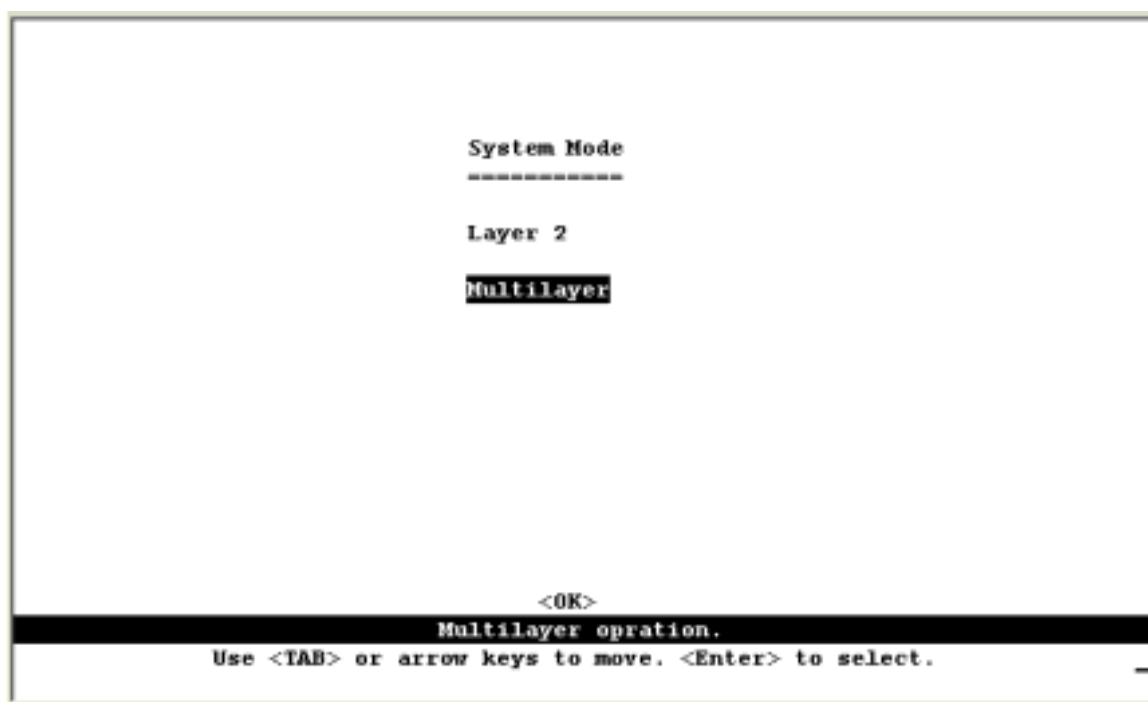 System Mode
===========
Layer 2
Multilayer
<OK>
Multilayer opration.
Use <TAB> or arrow keys to move. <Enter> to select.